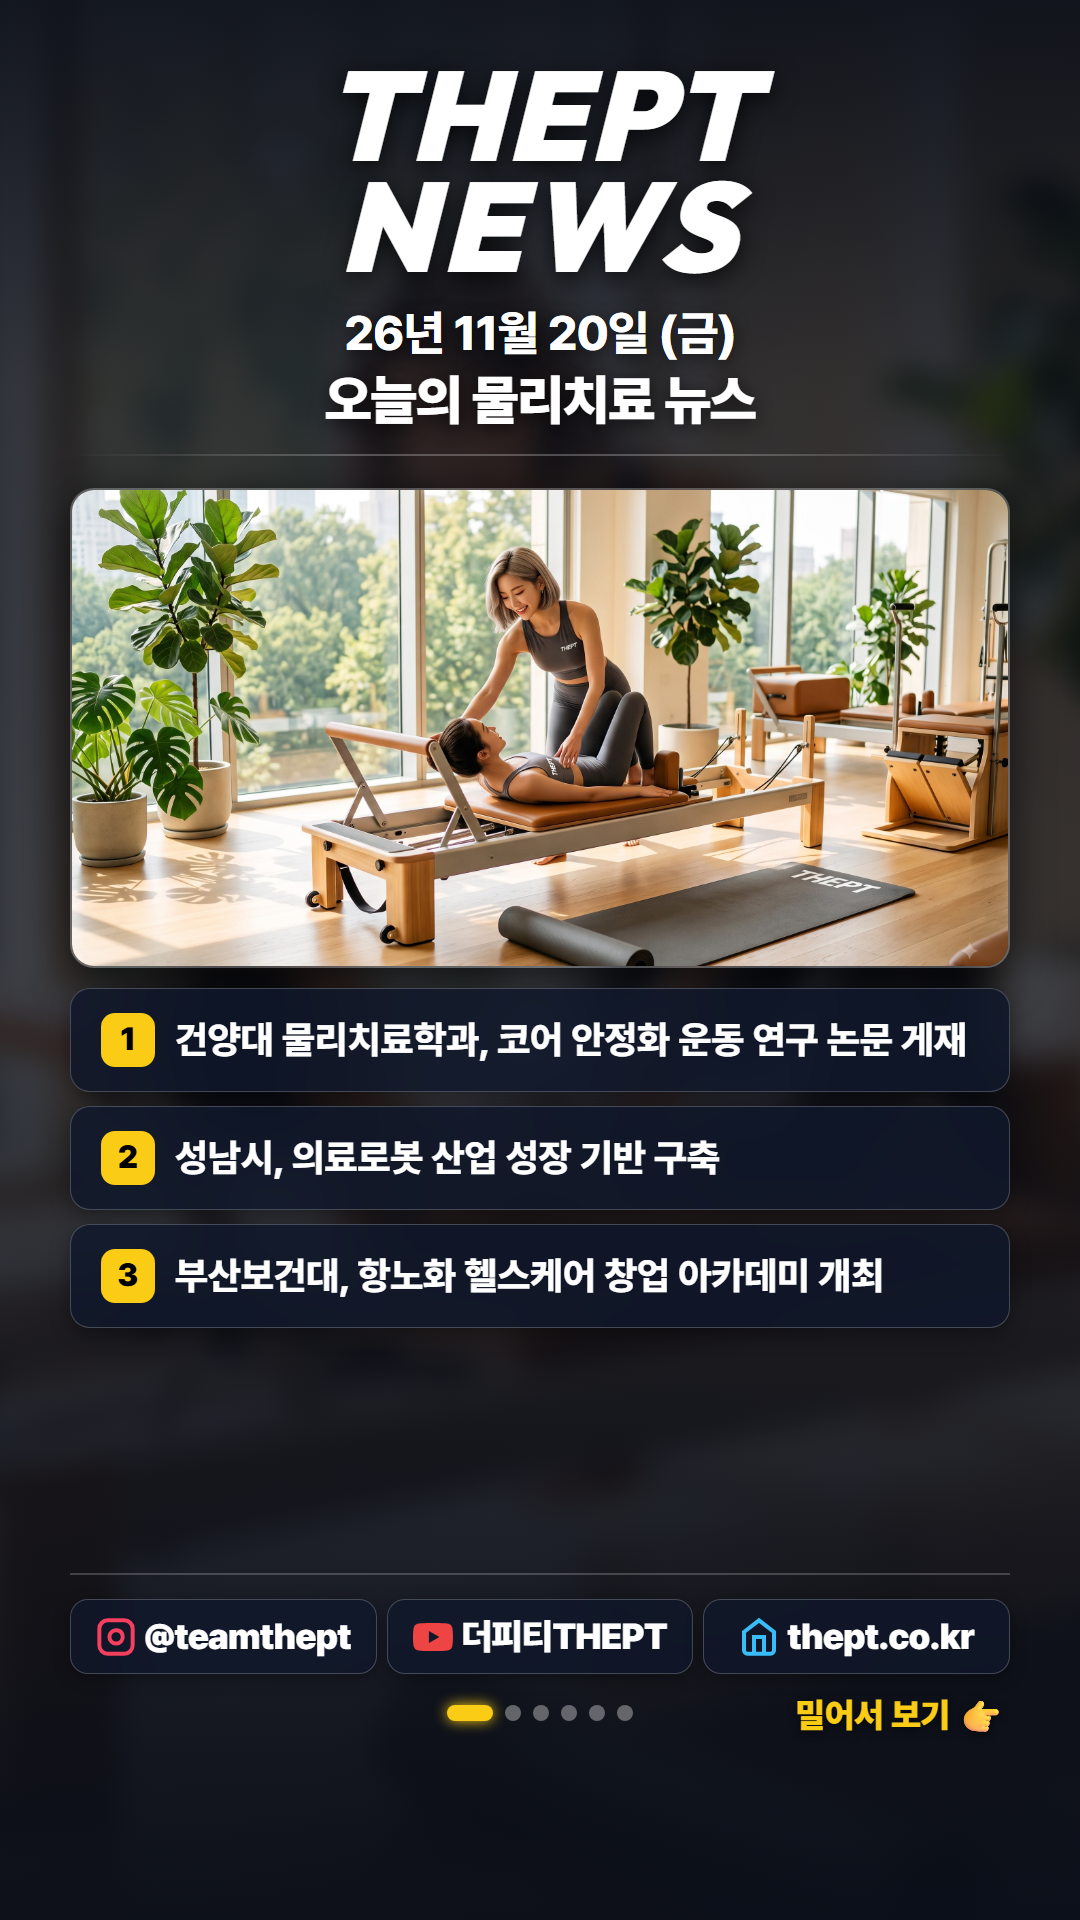 THEPT
NEWS
26년 11월 20일 (금)
오늘의 물리치료 뉴스
THEPT
THEPT
THEPT
1 건양대 물리치료학과, 코어 안정화 운동 연구 논문 게재
2 성남시, 의료로봇 산업 성장 기반 구축
3 부산보건대, 항노화 헬스케어 창업 아카데미 개최
@teamthept 더피티THEPT thept.co.kr
밀어서 보기 👉